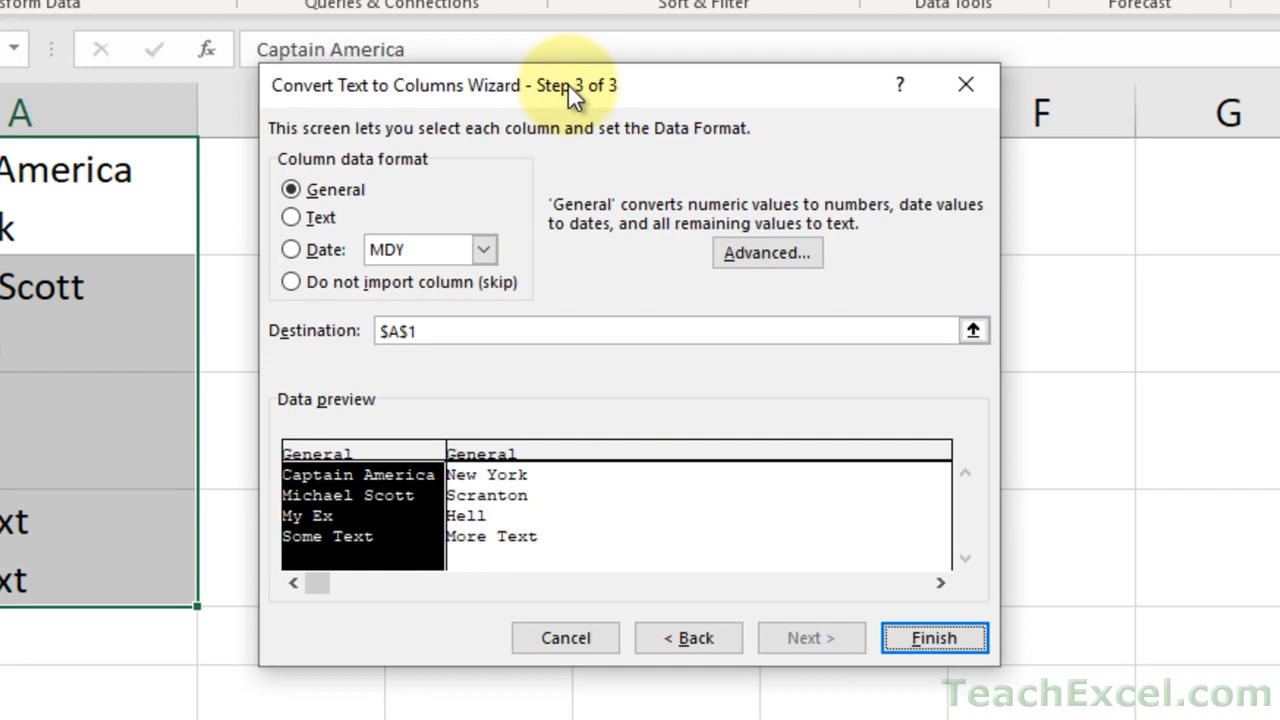 Queries & Connections
Sort & Filter
Data Tools
Forecast
fx
Captain America
Convert Text to Columns Wizard - Step 3 of 3
?
A
F
G
This screen lets you select each column and set the Data Format.
Column data format
General
Text
Date: MDY
Do not import column (skip)
'General' converts numeric values to numbers, date values
to dates, and all remaining values to text.
Advanced...
America
k
Scott
xt
xt
Destination: $A$1
Data preview
General General
Captain America New York
Michael Scott Scranton
My Ex Hell
Some Text More Text
Cancel
< Back
Next >
Finish
TeachExcel.com